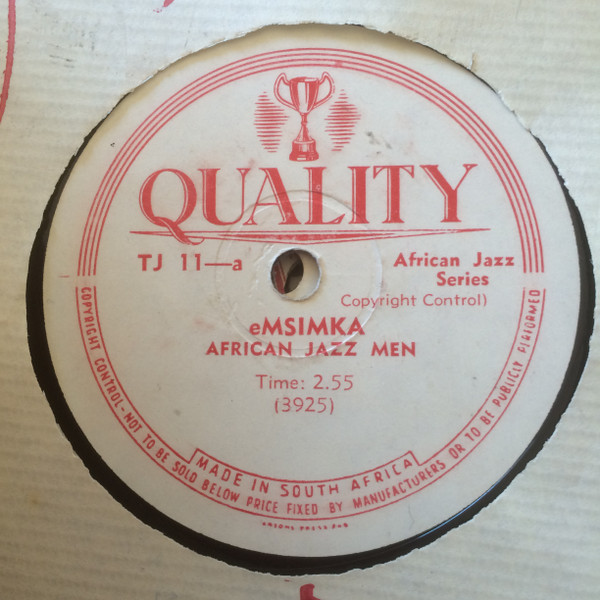 QUALITY
TJ 11—a
African Jazz
Series
Copyright Control)
eMSIMKA
AFRICAN JAZZ MEN
Time: 2.55
(3925)
MADE IN SOUTH AFRICA
COPYRIGHT CONTROL - NOT TO BE SOLD BELOW PRICE FIXED BY MANUFACTURERS OR TO BE PUBLICLY PERFORMED